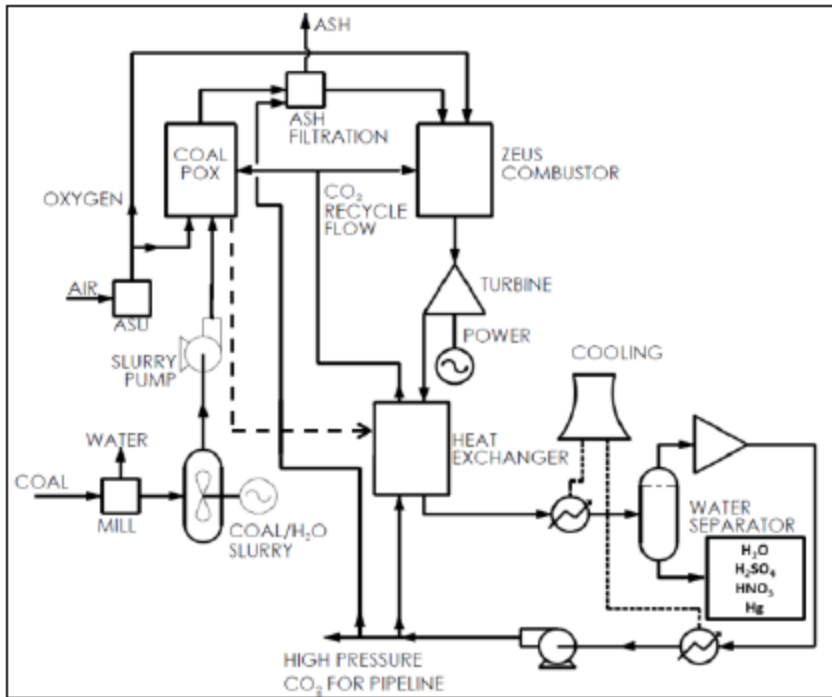 ASH
ASH
FILTRATION
COAL
POX
ZEUS
COMBUSTOR
OXYGEN
CO₂
RECYCLE
FLOW
AIR
ASU
TURBINE
POWER
SLURRY
PUMP
COOLING
WATER
HEAT
EXCHANGER
COAL
MILL
COAL/H₂O
SLURRY
WATER
SEPARATOR
H₂O
H₂SO₄
HNO₃
Hg
HIGH PRESSURE
CO₂ FOR PIPELINE